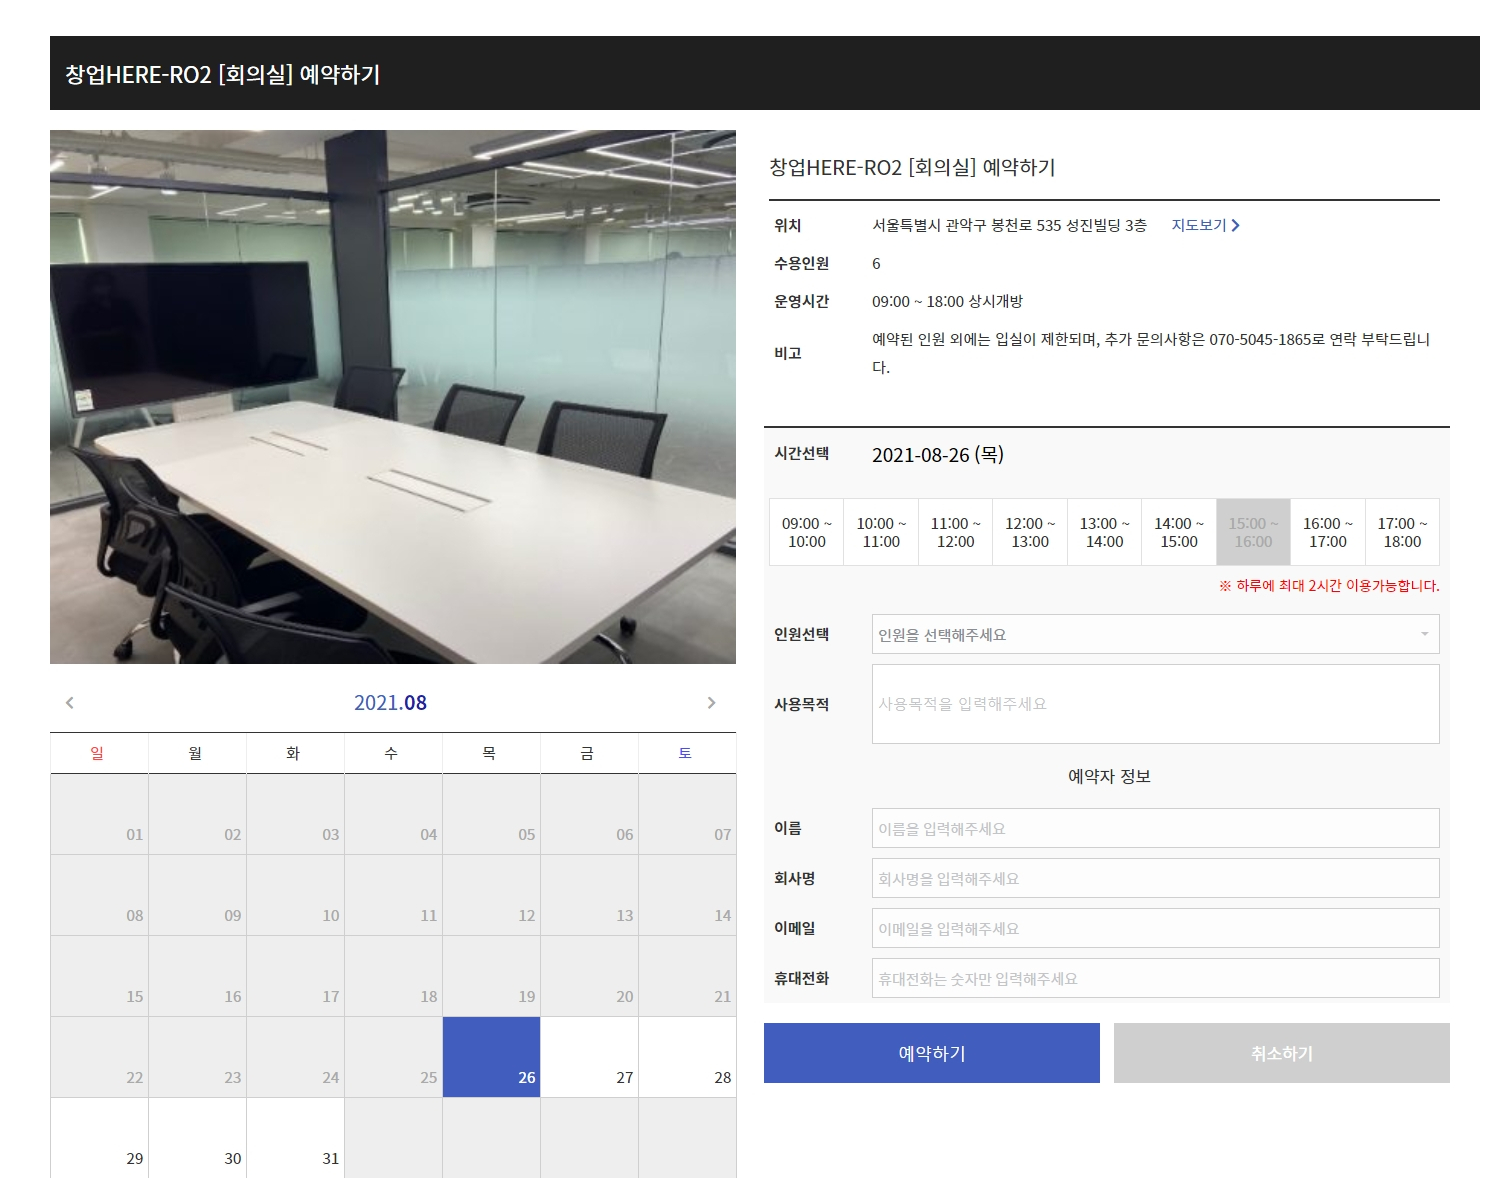 창업HERE-RO2 [회의실] 예약하기
창업HERE-RO2 [회의실] 예약하기
위치 서울특별시 관악구 봉천로 535 성진빌딩 3층 지도보기
수용인원 6
운영시간 09:00 ~ 18:00 상시개방
비고 예약된 인원 외에는 입실이 제한되며, 추가 문의사항은 070-5045-1865로 연락 부탁드립니
다.
시간선택 2021-08-26 (목)
09:00 ~ 10:00 ~ 11:00 ~ 12:00 ~ 13:00 ~ 14:00 ~ 15:00 ~ 16:00 ~ 17:00 ~
10:00 11:00 12:00 13:00 14:00 15:00 16:00 17:00 18:00
※ 하루에 최대 2시간 이용가능합니다.
인원선택 인원을 선택해주세요
사용목적 사용목적을 입력해주세요
예약자 정보
이름 이름을 입력해주세요
회사명 회사명을 입력해주세요
이메일 이메일을 입력해주세요
휴대전화 휴대전화는 숫자만 입력해주세요
예약하기 취소하기
2021.08
일 월 화 수 목 금 토
01 02 03 04 05 06 07
08 09 10 11 12 13 14
15 16 17 18 19 20 21
22 23 24 25 26 27 28
29 30 31